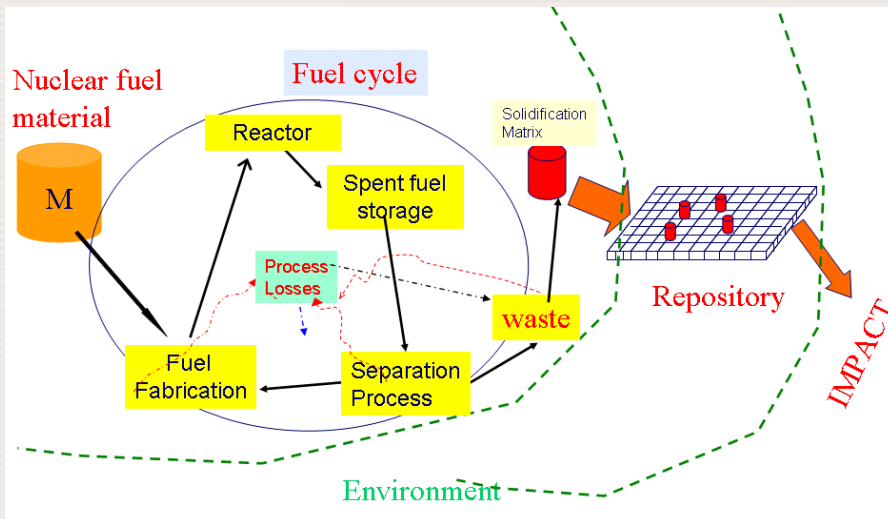 Nuclear fuel
material
M
Fuel cycle
Reactor
Spent fuel
storage
Solidification
Matrix
Process
Losses
waste
Fuel
Fabrication
Separation
Process
Repository
IMPACT
Environment